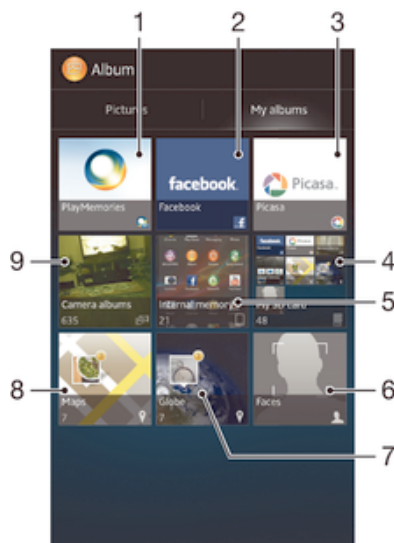 1
2
3
Album
Pictures
My albums
facebook
Picasa
PlayMemories
Facebook
Picasa
9
4
Camera albums
Internal memory
My SD card
5
635
21
48
8
6
Maps
Globe
Faces
7
7
7